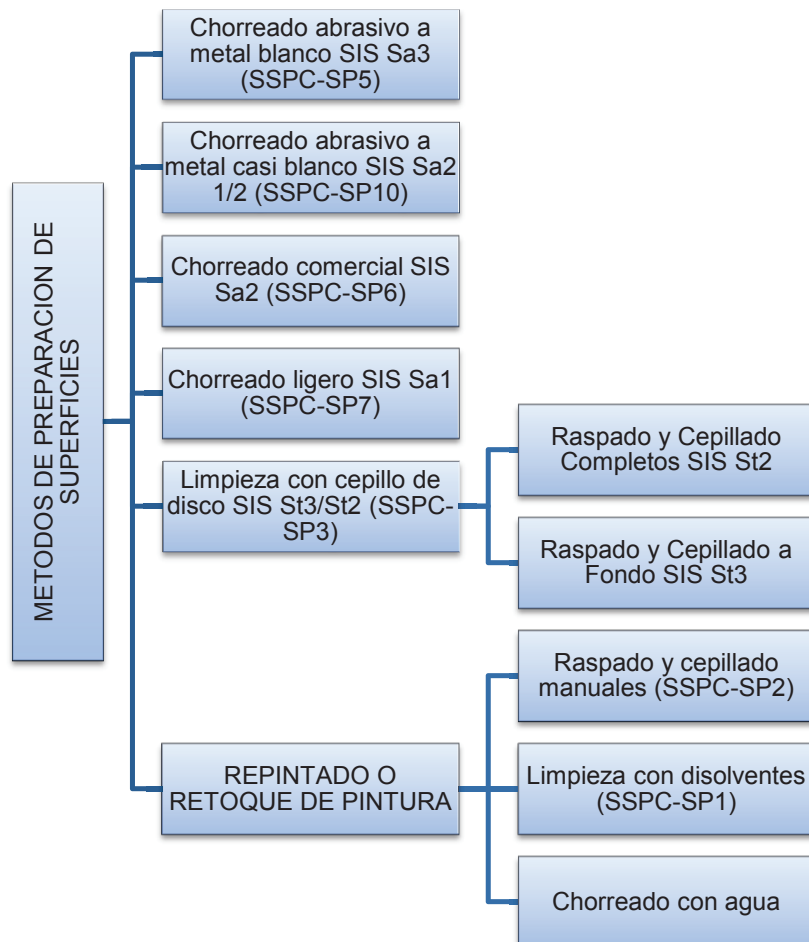 METODOS DE PREPARACION DE
SUPERFICIES
Chorreado abrasivo a
metal blanco SIS Sa3
(SSPC-SP5)
Chorreado abrasivo a
metal casi blanco SIS Sa2
1/2 (SSPC-SP10)
Chorreado comercial SIS
Sa2 (SSPC-SP6)
Chorreado ligero SIS Sa1
(SSPC-SP7)
Limpieza con cepillo de
disco SIS St3/St2 (SSPC-
SP3)
Raspado y Cepillado
Completos SIS St2
Raspado y Cepillado a
Fondo SIS St3
REPINTADO O
RETOQUE DE PINTURA
Raspado y cepillado
manuales (SSPC-SP2)
Limpieza con disolventes
(SSPC-SP1)
Chorreado con agua